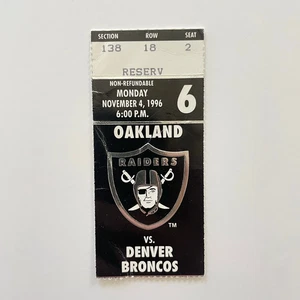 SECTION ROW SEAT
138 18 2
RESERV
NON-REFUNDABLE
MONDAY
NOVEMBER 4, 1996
6:00 P.M.
6
OAKLAND
RAIDERS
TM
VS.
DENVER
BRONCOS